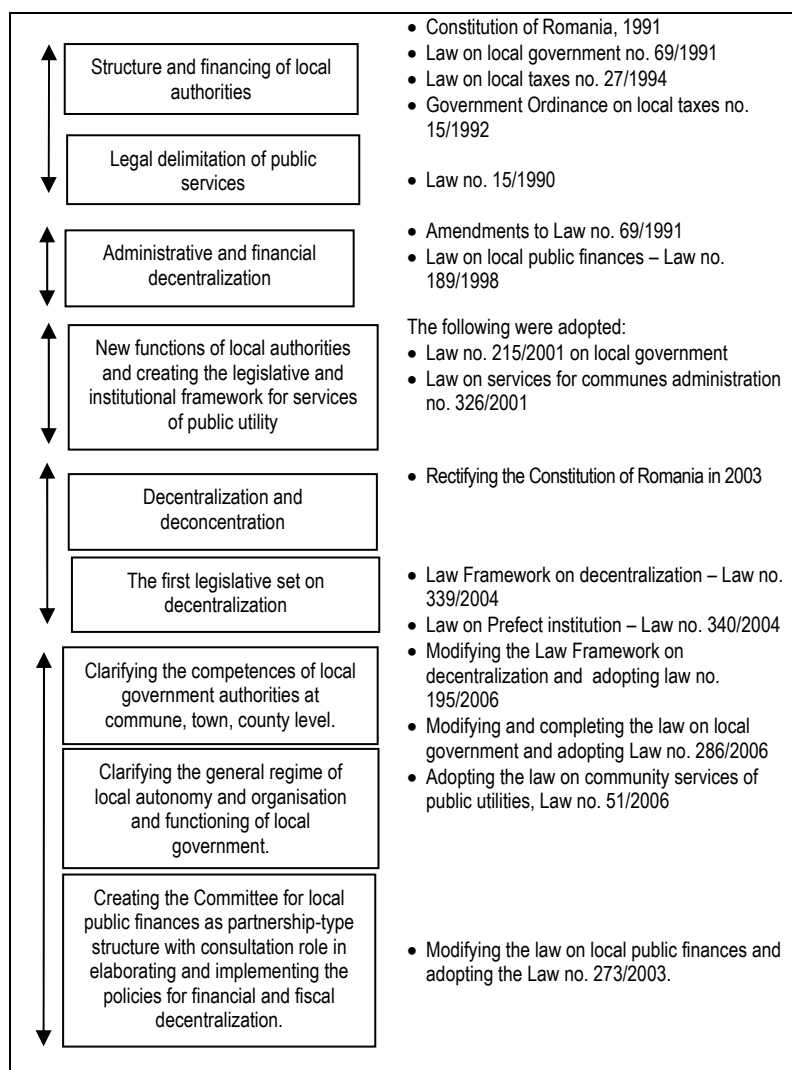 Structure and financing of local
authorities
• Constitution of Romania, 1991
• Law on local government no. 69/1991
• Law on local taxes no. 27/1994
• Government Ordinance on local taxes no.
15/1992
Legal delimitation of public
services
• Law no. 15/1990
Administrative and financial
decentralization
• Amendments to Law no. 69/1991
• Law on local public finances – Law no.
189/1998
New functions of local authorities
and creating the legislative and
institutional framework for services
of public utility
The following were adopted:
• Law no. 215/2001 on local government
• Law on services for communes administration
no. 326/2001
Decentralization and
deconcentration
• Rectifying the Constitution of Romania in 2003
The first legislative set on
decentralization
• Law Framework on decentralization – Law no.
339/2004
• Law on Prefect institution – Law no. 340/2004
Clarifying the competences of local
government authorities at
commune, town, county level.
• Modifying the Law Framework on
decentralization and adopting law no.
195/2006
• Modifying and completing the law on local
government and adopting Law no. 286/2006
• Adopting the law on community services of
public utilities, Law no. 51/2006
Clarifying the general regime of
local autonomy and organisation
and functioning of local
government.
Creating the Committee for local
public finances as partnership-type
structure with consultation role in
elaborating and implementing the
policies for financial and fiscal
decentralization.
• Modifying the law on local public finances and
adopting the Law no. 273/2003.